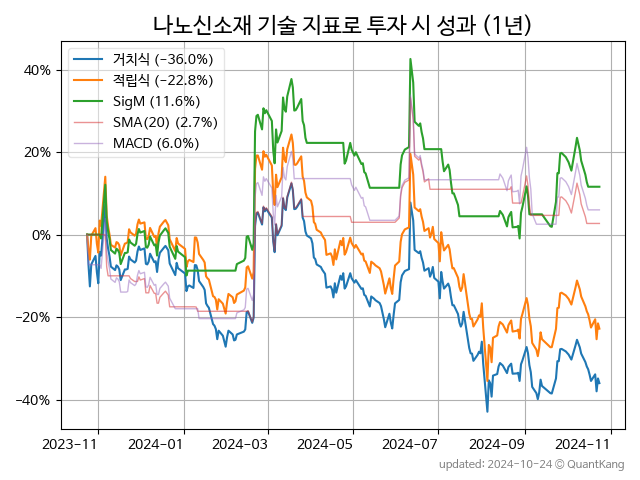 나노신소재 기술 지표로 투자 시 성과 (1년)
거치식 (−36.0%)
적립식 (−22.8%)
SigM (11.6%)
SMA(20) (2.7%)
MACD (6.0%)
40%
20%
0%
−20%
−40%
2023−11 2024−01 2024−03 2024−05 2024−07 2024−09 2024−11
updated: 2024−10−24 © QuantKang